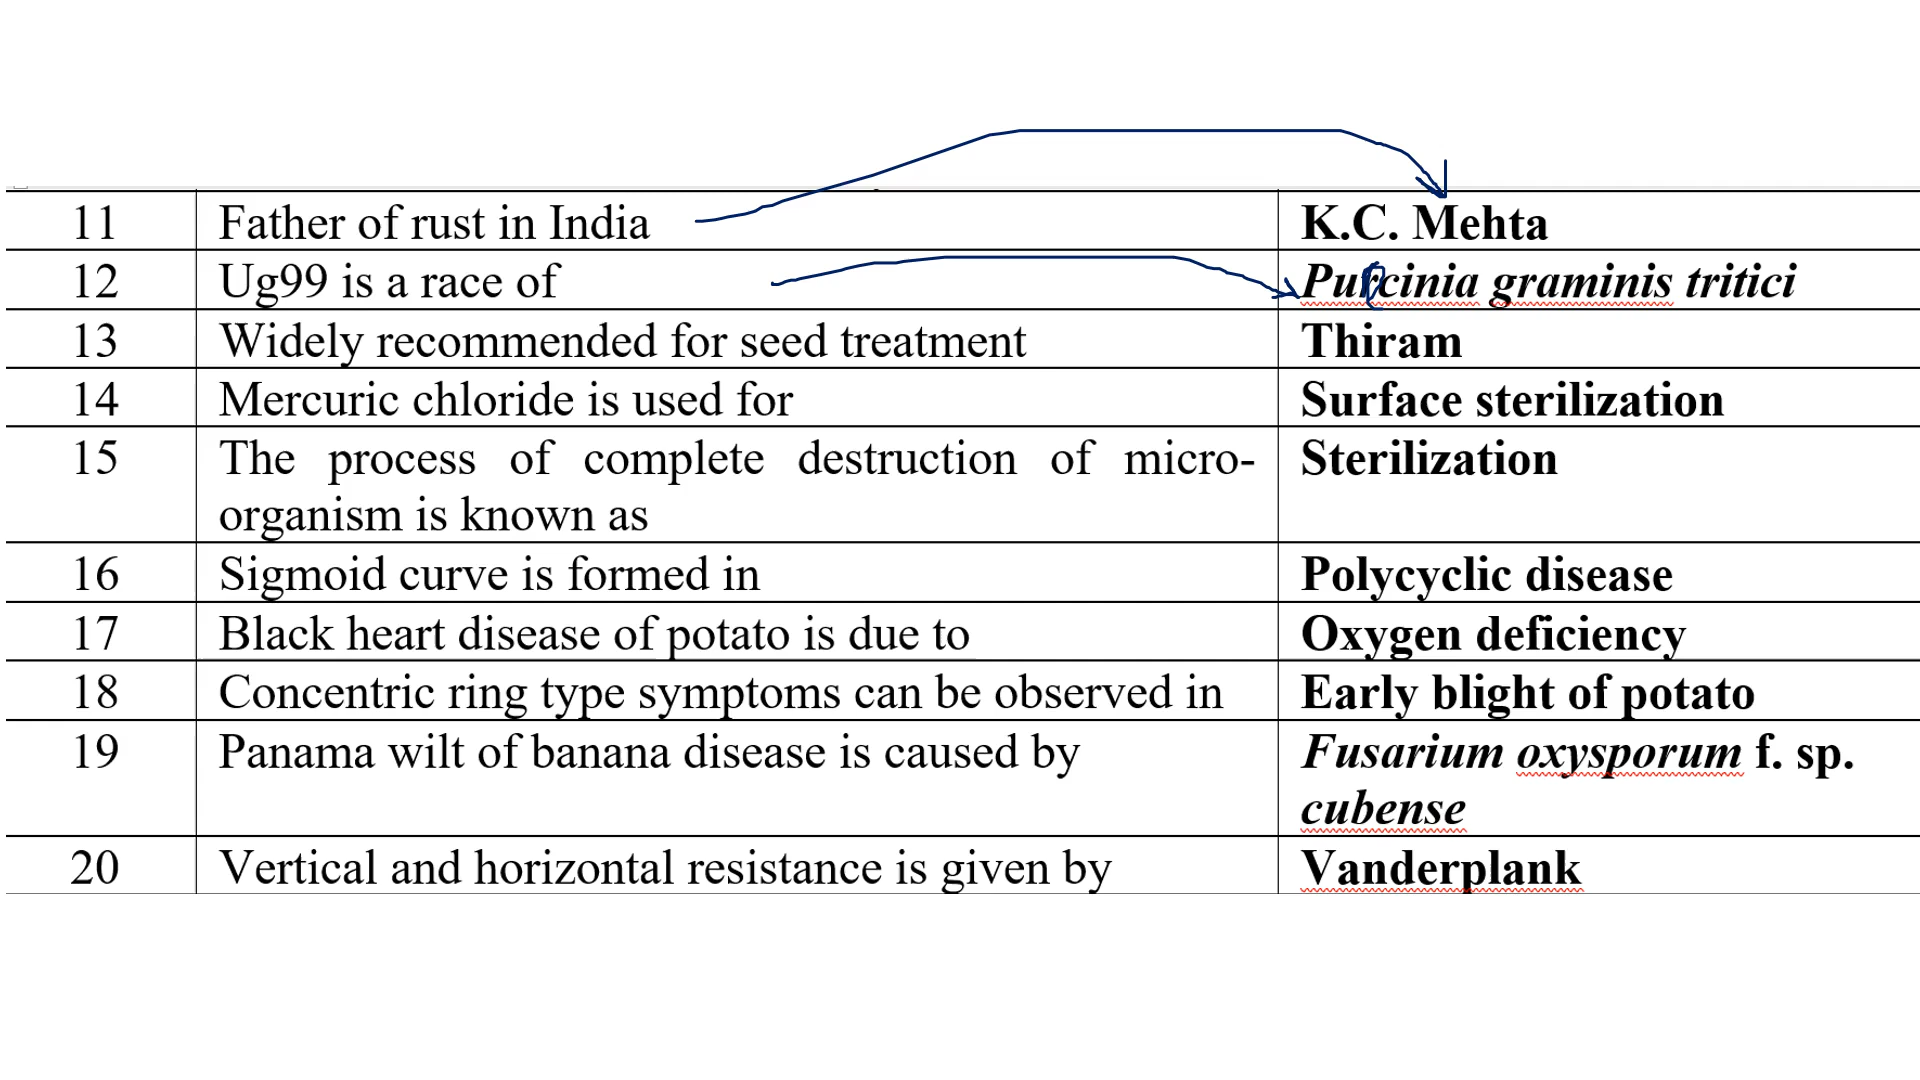 11 Father of rust in India K.C. Mehta
12 Ug99 is a race of Purcinia graminis tritici
13 Widely recommended for seed treatment Thiram
14 Mercuric chloride is used for Surface sterilization
15 The process of complete destruction of micro- Sterilization
organism is known as
16 Sigmoid curve is formed in Polycyclic disease
17 Black heart disease of potato is due to Oxygen deficiency
18 Concentric ring type symptoms can be observed in Early blight of potato
19 Panama wilt of banana disease is caused by Fusarium oxysporum f. sp.
cubense
20 Vertical and horizontal resistance is given by Vanderplank